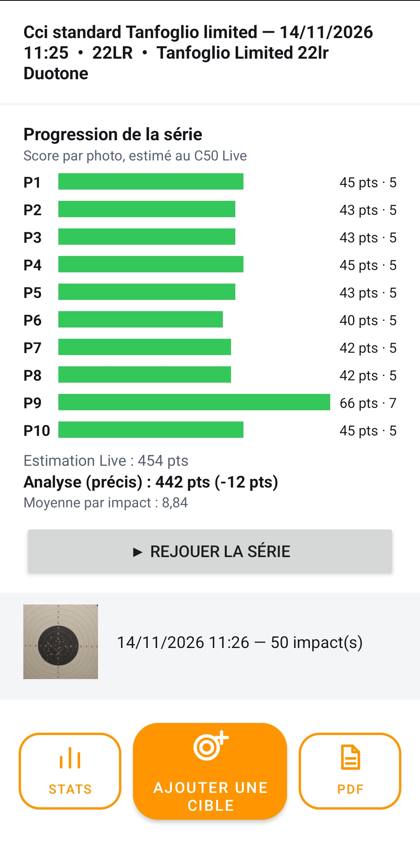 Cci standard Tanfoglio limited — 14/11/2026
11:25 • 22LR • Tanfoglio Limited 22lr
Duotone
Progression de la série
Score par photo, estimé au C50 Live
P1 45 pts · 5
P2 43 pts · 5
P3 43 pts · 5
P4 45 pts · 5
P5 43 pts · 5
P6 40 pts · 5
P7 42 pts · 5
P8 42 pts · 5
P9 66 pts · 7
P10 45 pts · 5
Estimation Live : 454 pts
Analyse (précis) : 442 pts (-12 pts)
Moyenne par impact : 8,84
► REJOUER LA SÉRIE
14/11/2026 11:26 — 50 impact(s)
STATS
AJOUTER UNE
CIBLE
PDF